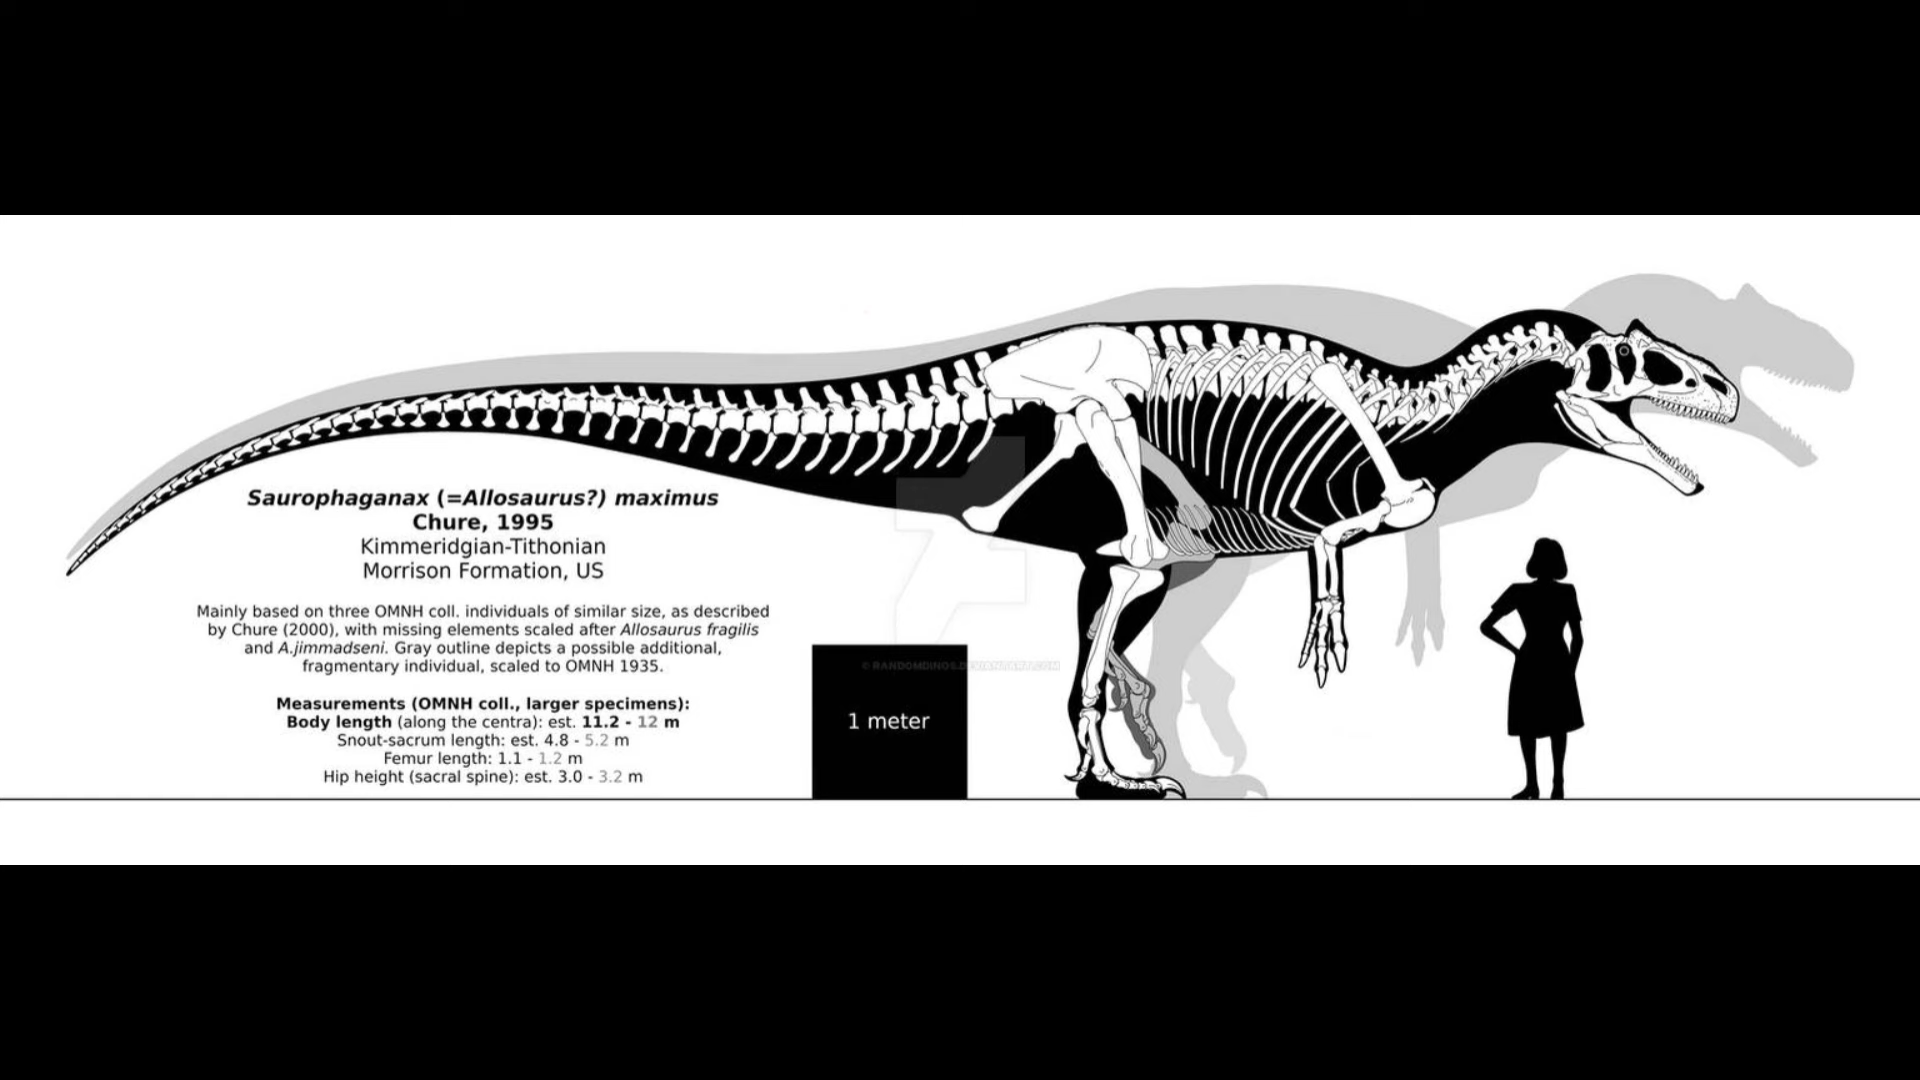 Saurophaganax (=Allosaurus?) maximus
Chure, 1995
Kimmeridgian-Tithonian
Morrison Formation, US
Mainly based on three OMNH coll. individuals of similar size, as described
by Chure (2000), with missing elements scaled after Allosaurus fragilis
and A.jimmadseni. Gray outline depicts a possible additional,
fragmentary individual, scaled to OMNH 1935.
Measurements (OMNH coll., larger specimens):
Body length (along the centra): est. 11.2 - 12 m
Snout-sacrum length: est. 4.8 - 5.2 m
Femur length: 1.1 - 1.2 m
Hip height (sacral spine): est. 3.0 - 3.2 m
1 meter
© RANDOMDINOS.DEVIANTART.COM